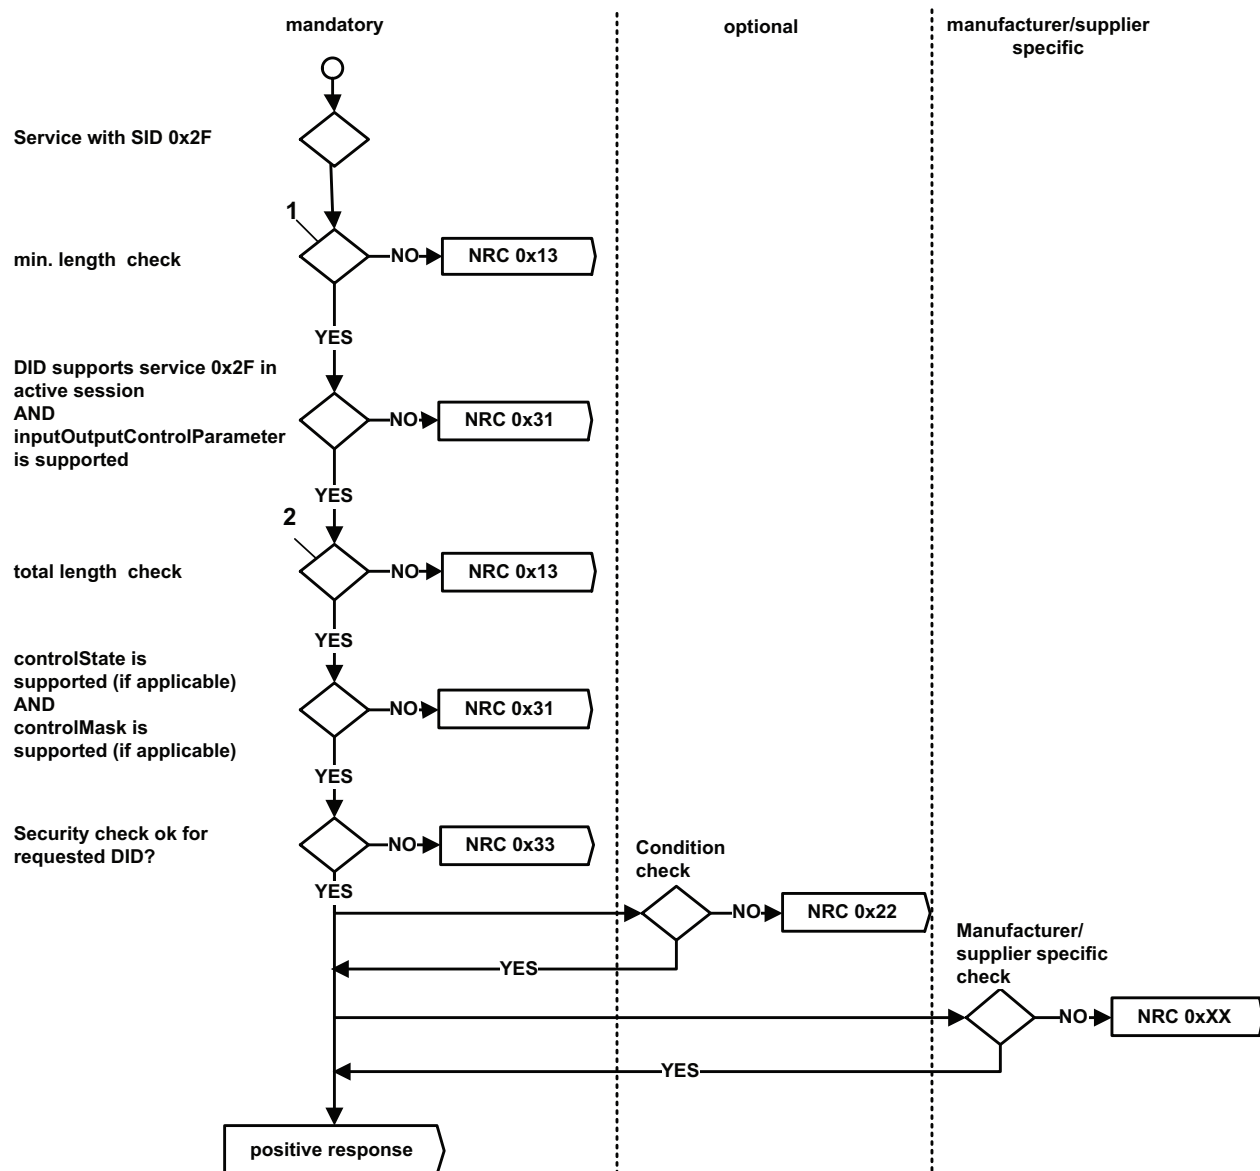 mandatory
optional
manufacturer/supplier
specific
Service with SID 0x2F
1
min. length check
NO
NRC 0x13
YES
DID supports service 0x2F in
active session
AND
inputOutputControlParameter
is supported
NO
NRC 0x31
YES
2
total length check
NO
NRC 0x13
YES
controlState is
supported (if applicable)
AND
controlMask is
supported (if applicable)
NO
NRC 0x31
YES
Security check ok for
requested DID?
NO
NRC 0x33
YES
Condition
check
NO
NRC 0x22
YES
Manufacturer/
supplier specific
check
NO
NRC 0xXX
YES
positive response